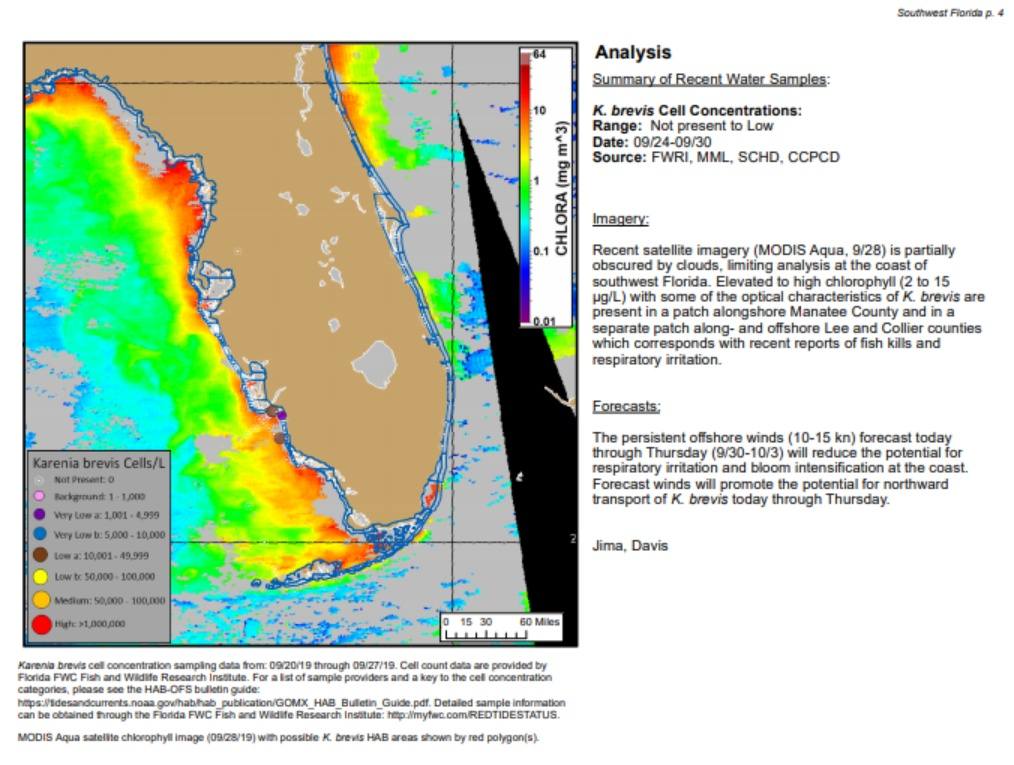 Southwest Florida p. 4
64
10
1
0.1
0.01
CHLORA (mg m^3)
Karenia brevis Cells/L
Not Present: 0
Background: 1 - 1,000
Very Low a: 1,001 - 4,999
Very Low b: 5,000 - 10,000
Low a: 10,001 - 49,999
Low b: 50,000 - 100,000
Medium: 50,000 - 100,000
High: >1,000,000
2
0 15 30 60 Miles
Karenia brevis cell concentration sampling data from: 09/20/19 through 09/27/19. Cell count data are provided by
Florida FWC Fish and Wildlife Research Institute. For a list of sample providers and a key to the cell concentration
categories, please see the HAB-OFS bulletin guide:
https://tidesandcurrents.noaa.gov/hab/hab_publication/GOMX_HAB_Bulletin_Guide.pdf. Detailed sample information
can be obtained through the Florida FWC Fish and Wildlife Research Institute: http://myfwc.com/REDTIDESTATUS.
MODIS Aqua satellite chlorophyll image (09/28/19) with possible K. brevis HAB areas shown by red polygon(s).
Analysis
Summary of Recent Water Samples:
K. brevis Cell Concentrations:
Range: Not present to Low
Date: 09/24-09/30
Source: FWRI, MML, SCHD, CCPCD
Imagery:
Recent satellite imagery (MODIS Aqua, 9/28) is partially
obscured by clouds, limiting analysis at the coast of
southwest Florida. Elevated to high chlorophyll (2 to 15
µg/L) with some of the optical characteristics of K. brevis are
present in a patch alongshore Manatee County and in a
separate patch along- and offshore Lee and Collier counties
which corresponds with recent reports of fish kills and
respiratory irritation.
Forecasts:
The persistent offshore winds (10-15 kn) forecast today
through Thursday (9/30-10/3) will reduce the potential for
respiratory irritation and bloom intensification at the coast.
Forecast winds will promote the potential for northward
transport of K. brevis today through Thursday.
Jima, Davis